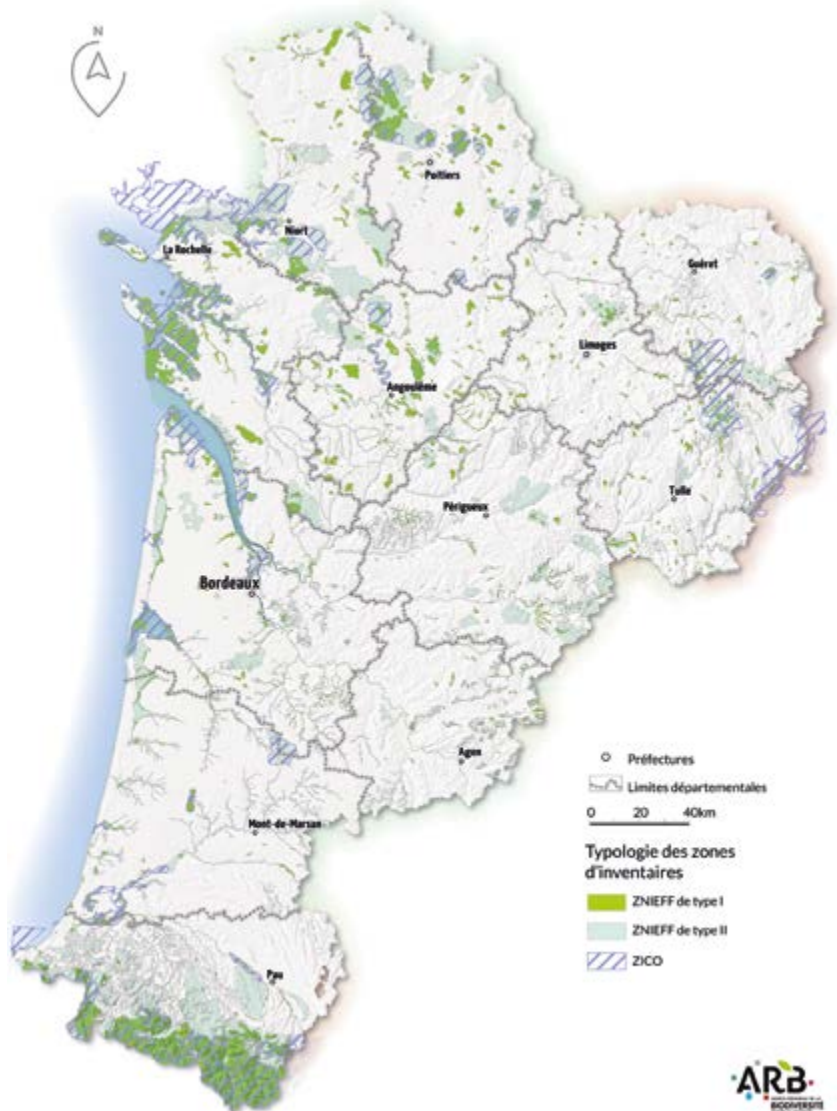 N
Poitiers
Niort
La Rochelle
Guéret
Limoges
Angoulême
Tulle
Périgueux
Bordeaux
Agen
Mont-de-Marsan
Pau
Préfectures
Limites départementales
0 20 40km
Typologie des zones
d'inventaires
ZNIEFF de type I
ZNIEFF de type II
ZICO
ARB
BIODIVERSITÉ